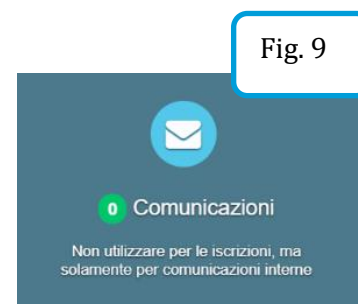 Fig. 9
0 Comunicazioni
Non utilizzare per le iscrizioni, ma
solamente per comunicazioni interne